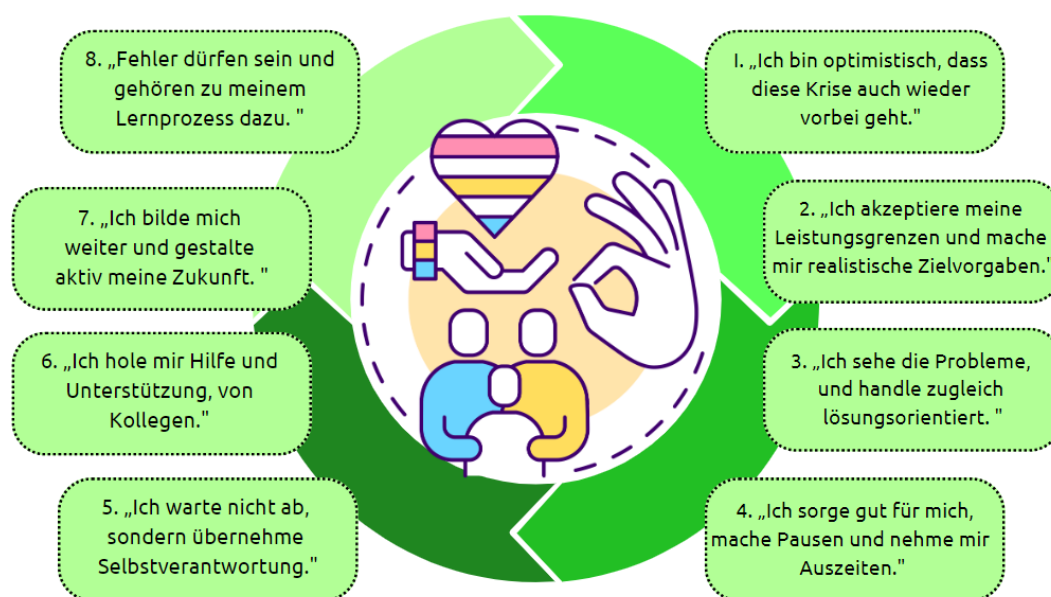 I. „Ich bin optimistisch, dass
diese Krise auch wieder
vorbei geht."
2. „Ich akzeptiere meine
Leistungsgrenzen und mache
mir realistische Zielvorgaben."
3. „Ich sehe die Probleme,
und handle zugleich
lösungsorientiert. "
4. „Ich sorge gut für mich,
mache Pausen und nehme mir
Auszeiten."
5. „Ich warte nicht ab,
sondern übernehme
Selbstverantwortung."
6. „Ich hole mir Hilfe und
Unterstützung, von
Kollegen."
7. „Ich bilde mich
weiter und gestalte
aktiv meine Zukunft. "
8. „Fehler dürfen sein und
gehören zu meinem
Lernprozess dazu. "